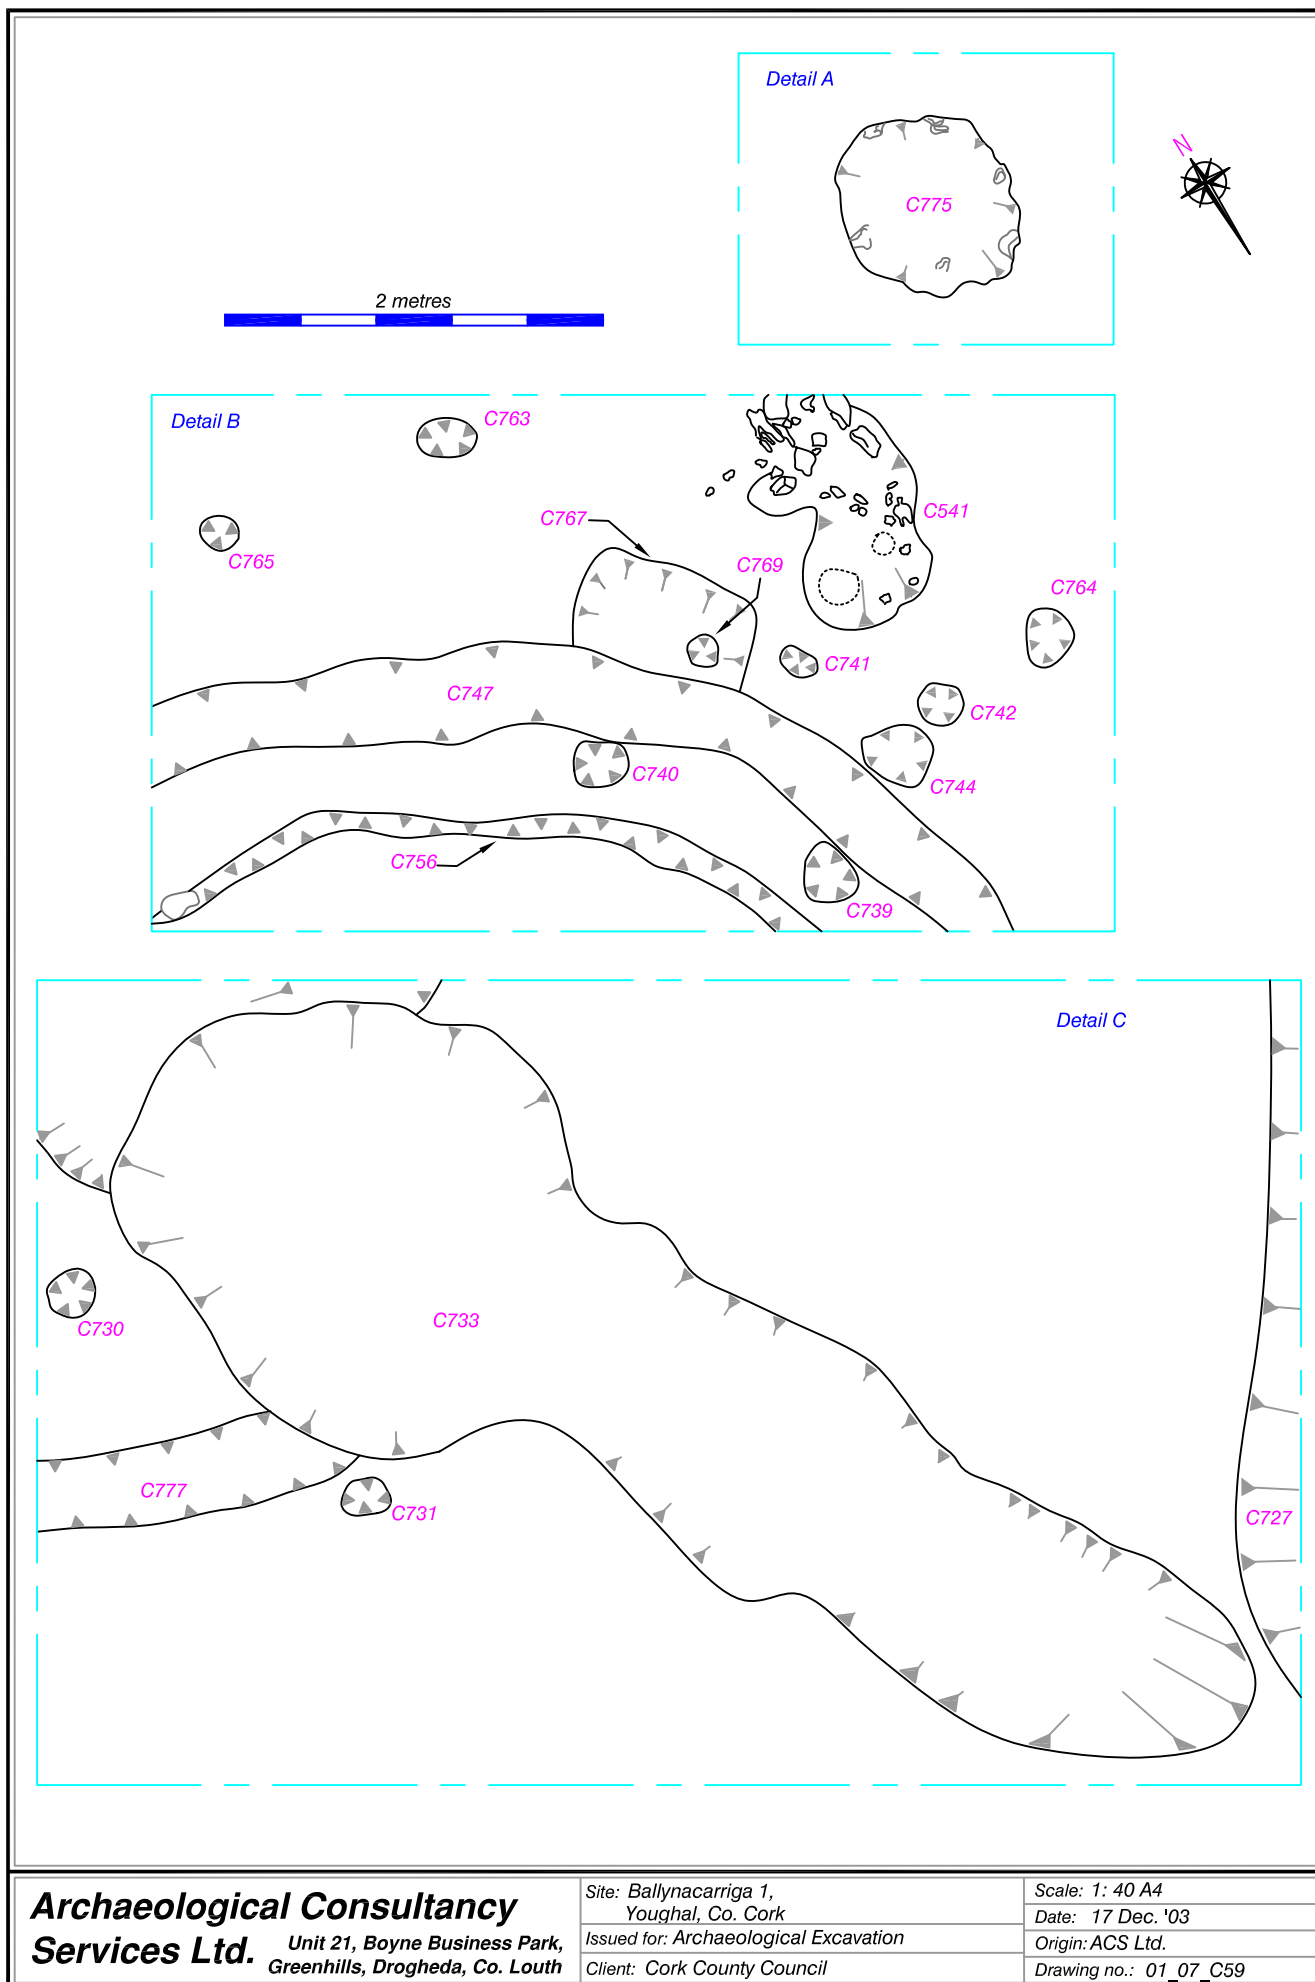 Detail A
N
C775
2 metres
Detail B
C763
C541
C767
C765
C769
C764
C741
C747
C742
C740
C744
C756
C739
Detail C
C730
C733
C777
C731
C727
Archaeological Consultancy
Services Ltd.
Unit 21, Boyne Business Park,
Greenhills, Drogheda, Co. Louth
Site: Ballynacarriga 1,
Youghal, Co. Cork
Issued for: Archaeological Excavation
Client: Cork County Council
Scale: 1: 40 A4
Date: 17 Dec. '03
Origin: ACS Ltd.
Drawing no.: 01_07_C59